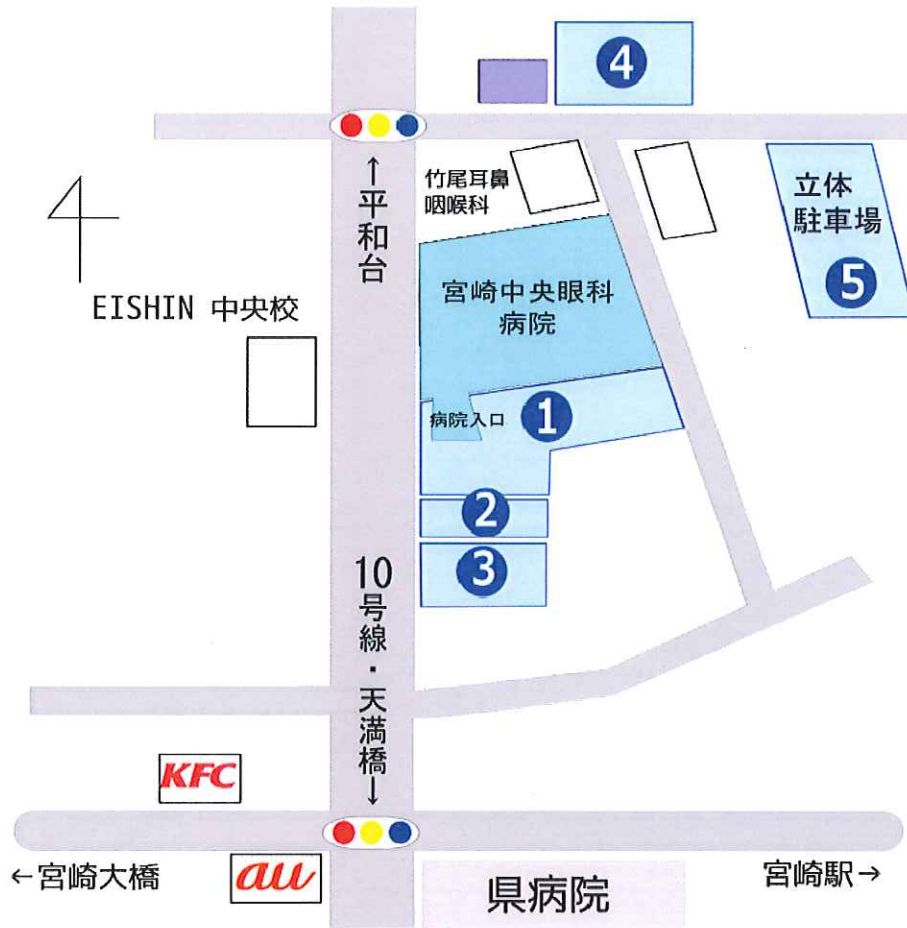 4
竹尾耳鼻
咽喉科
↑平和台
立体
駐車場
5
EISHIN 中央校
宮崎中央眼科
病院
病院入口
1
2
3
10号線・天満橋↓
KFC
au
←宮崎大橋
宮崎駅→
県病院